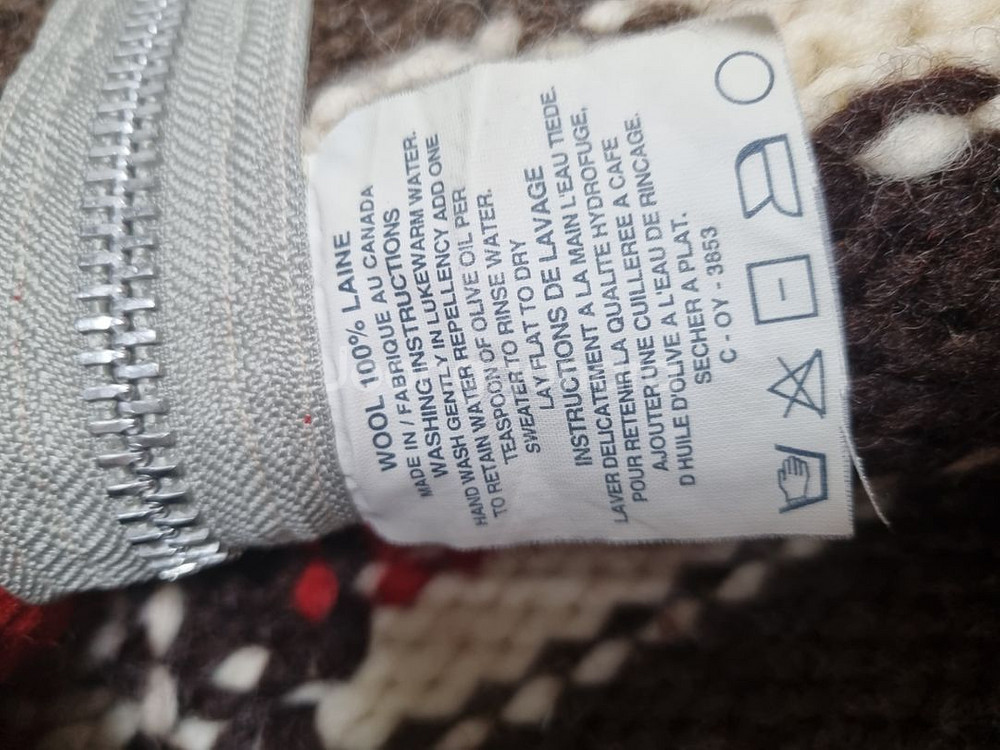 WOOL 100% LAINE
MADE IN / FABRIQUE AU CANADA
WASHING INSTRUCTIONS
HAND WASH GENTLY IN LUKEWARM WATER.
TO RETAIN WATER REPELLENCY ADD ONE
TEASPOON OF OLIVE OIL PER
SWEATER TO RINSE WATER.
LAY FLAT TO DRY
INSTRUCTIONS DE LAVAGE
LAVER DELICATEMENT A LA MAIN L'EAU TIEDE.
POUR RETENIR LA QUALITE HYDROFUGE,
AJOUTER UNE CUILLEREE A CAFE
D HUILE D'OLIVE A L'EAU DE RINCAGE.
SECHER A PLAT.
C - OY - 3853